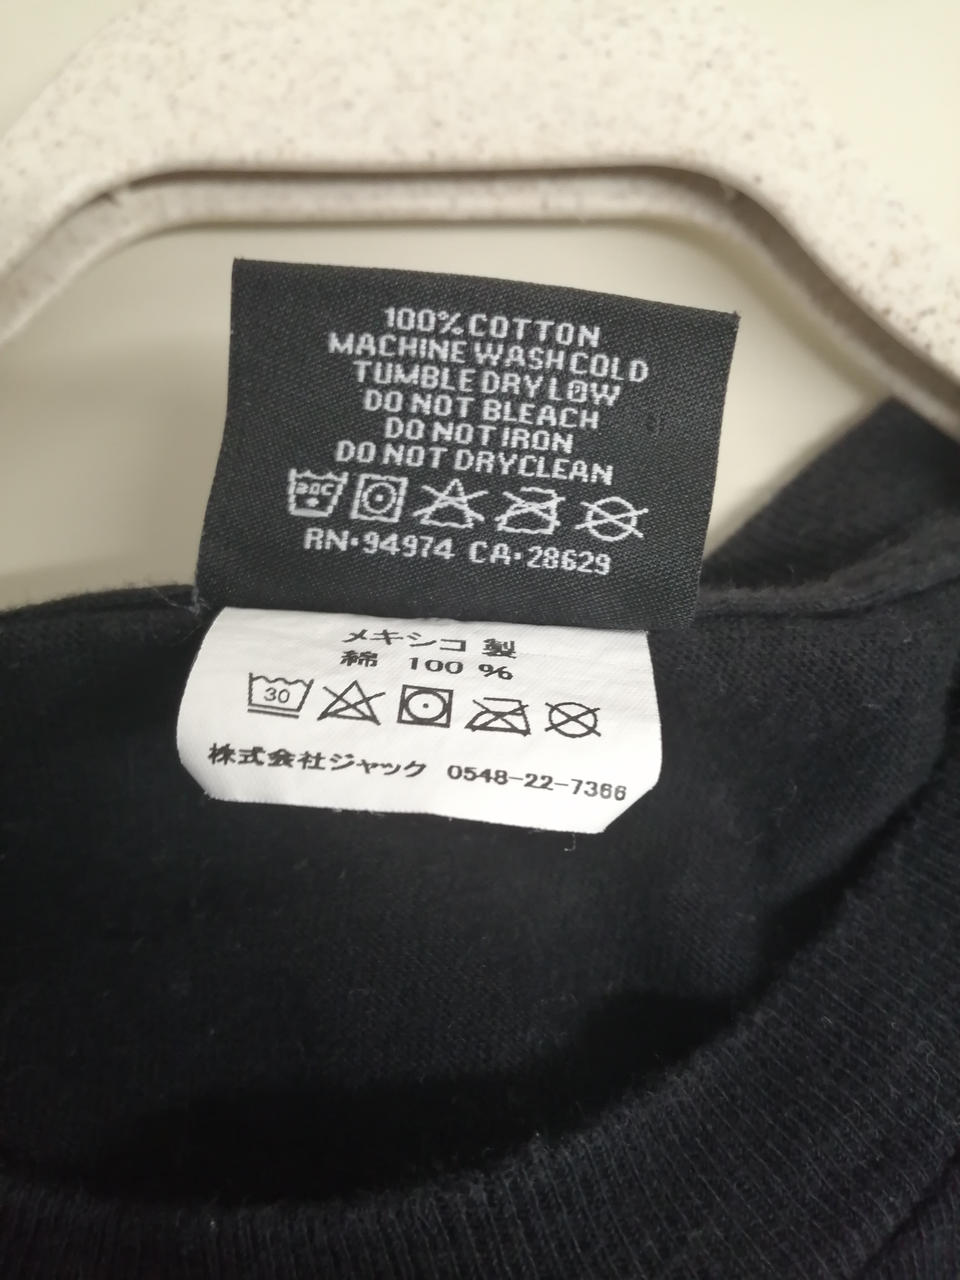 100% COTTON
MACHINE WASH COLD
TUMBLE DRY LOW
DO NOT BLEACH
DO NOT IRON
DO NOT DRYCLEAN
30C
RN·94974 CA·28629
メキシコ製
綿 100%
30
株式会社ジャック 0548-22-7366